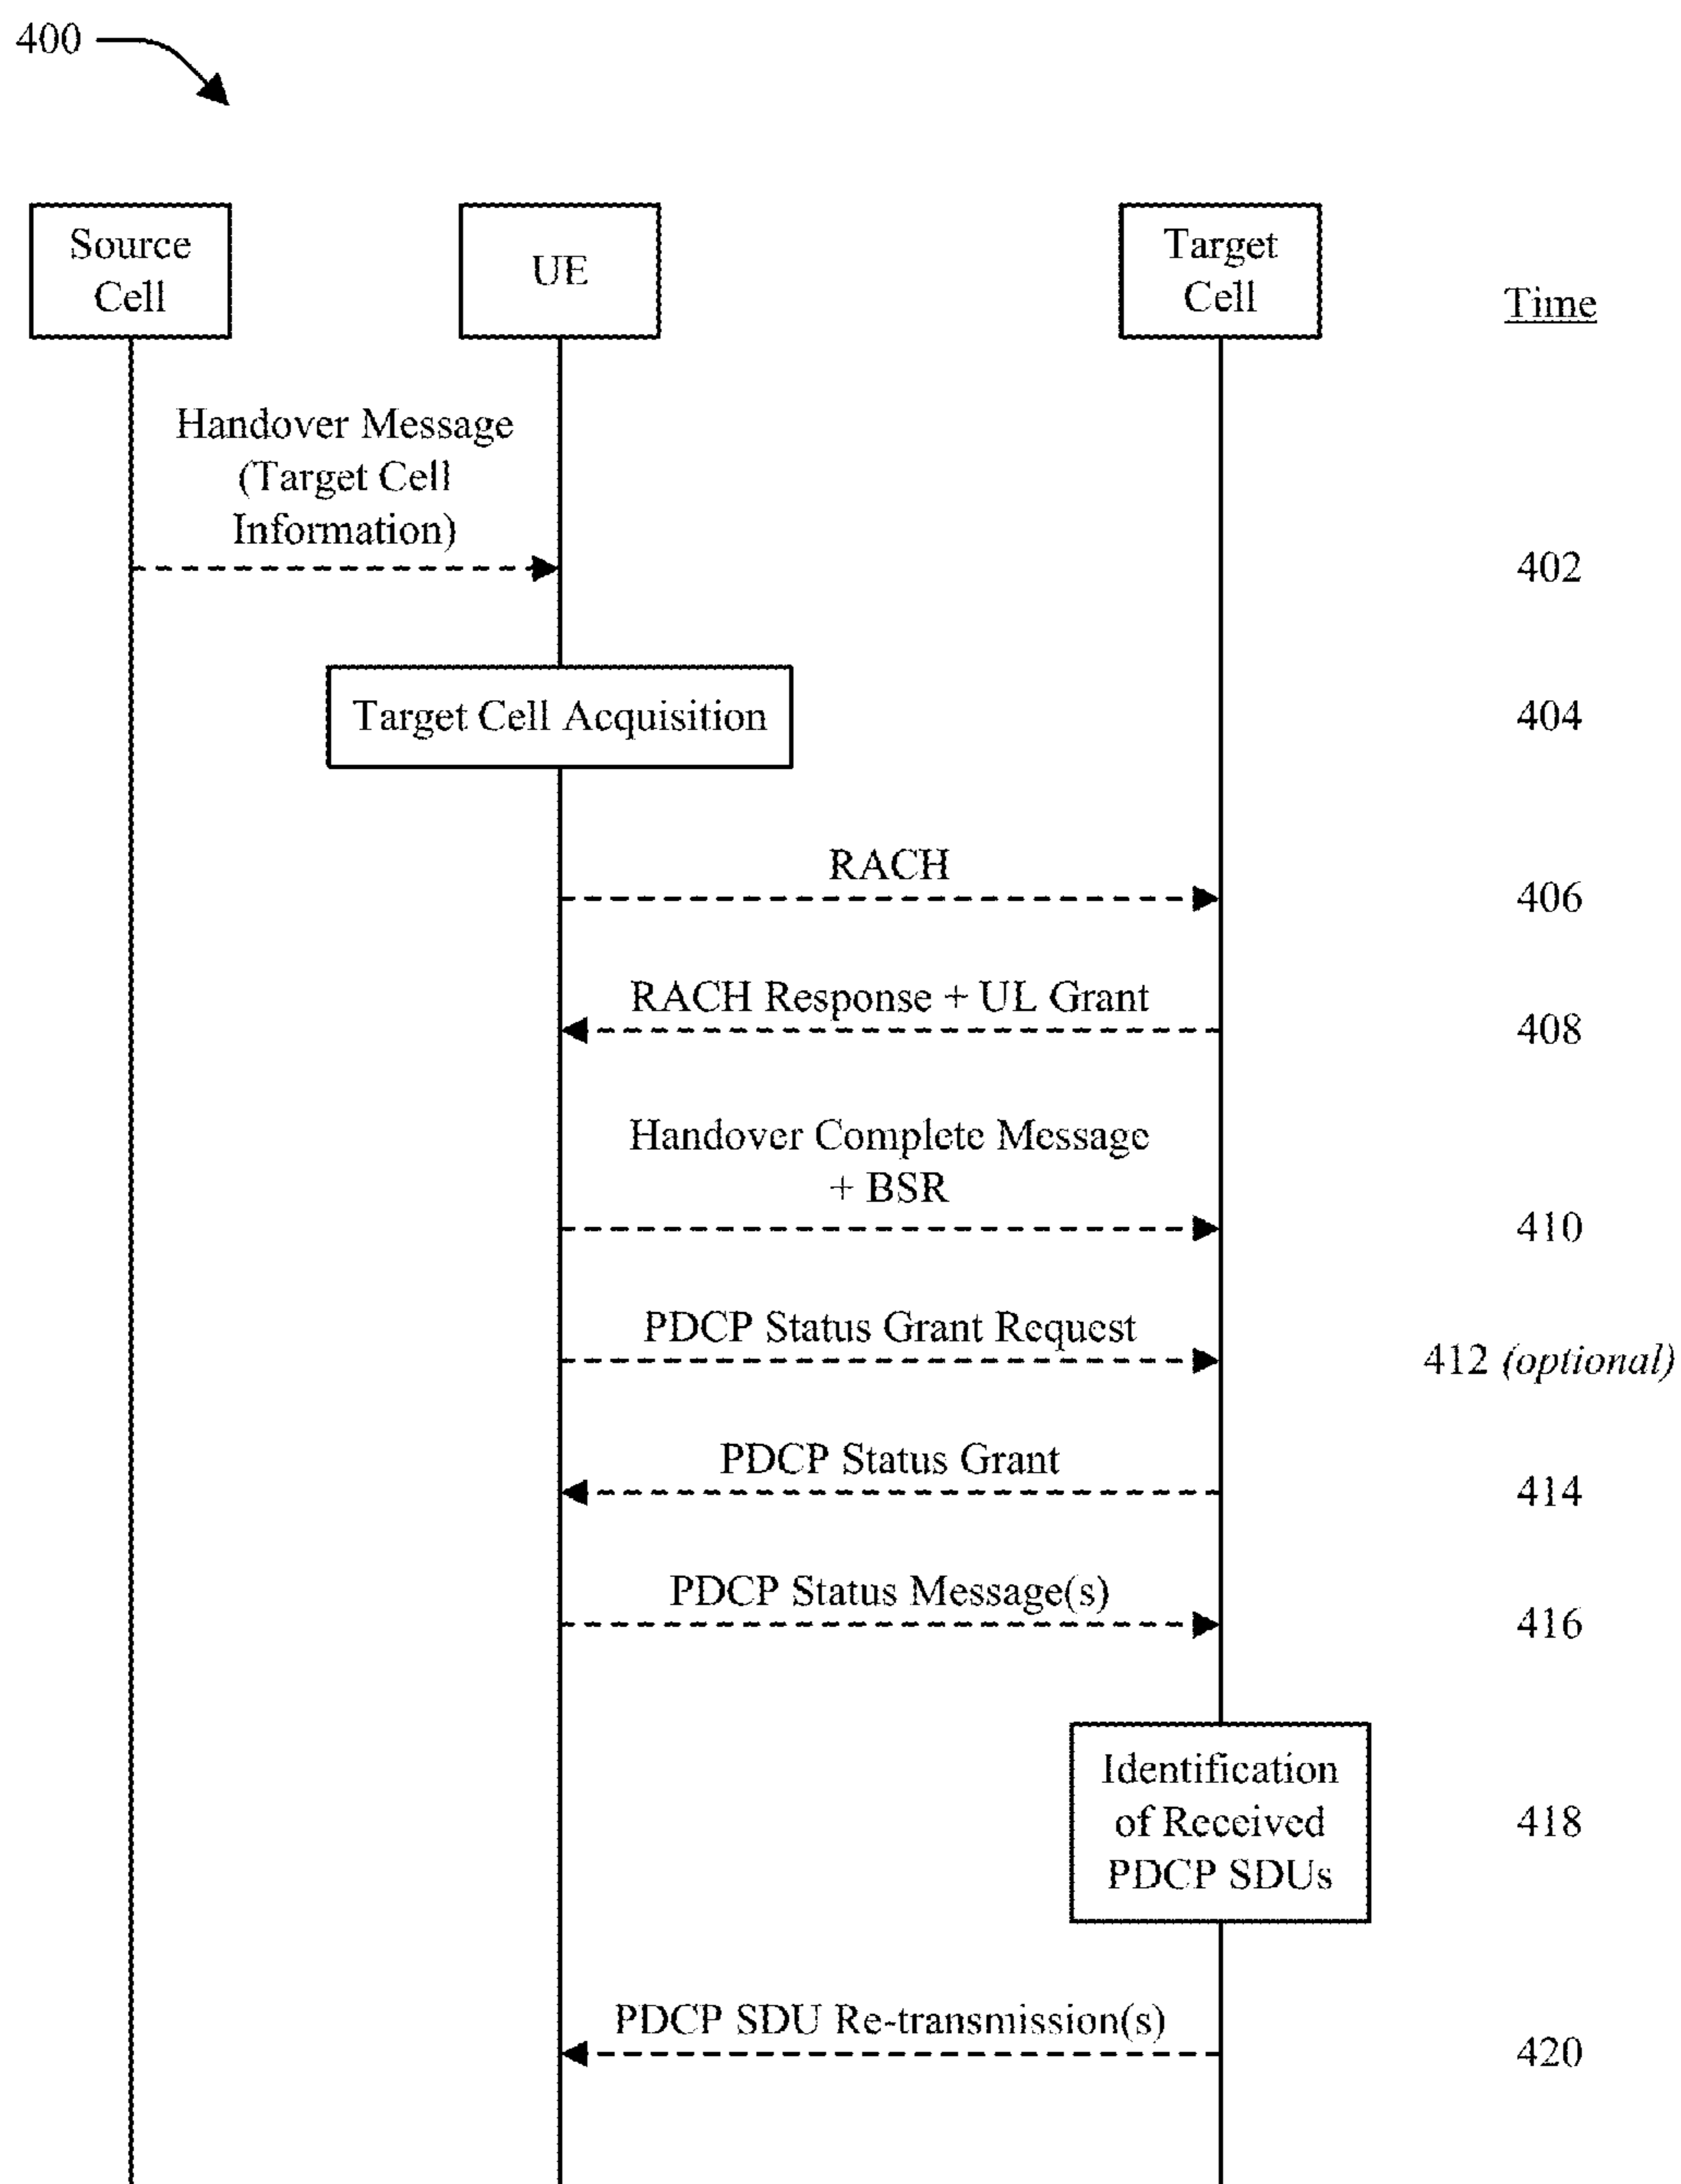 400
Source
Cell
UE
Target
Cell
Time
Handover Message
(Target Cell
Information)
402
Target Cell Acquisition
404
RACH
406
RACH Response + UL Grant
408
Handover Complete Message
+ BSR
410
PDCP Status Grant Request
412 (optional)
PDCP Status Grant
414
PDCP Status Message(s)
416
Identification
of Received
PDCP SDUs
418
PDCP SDU Re-transmission(s)
420